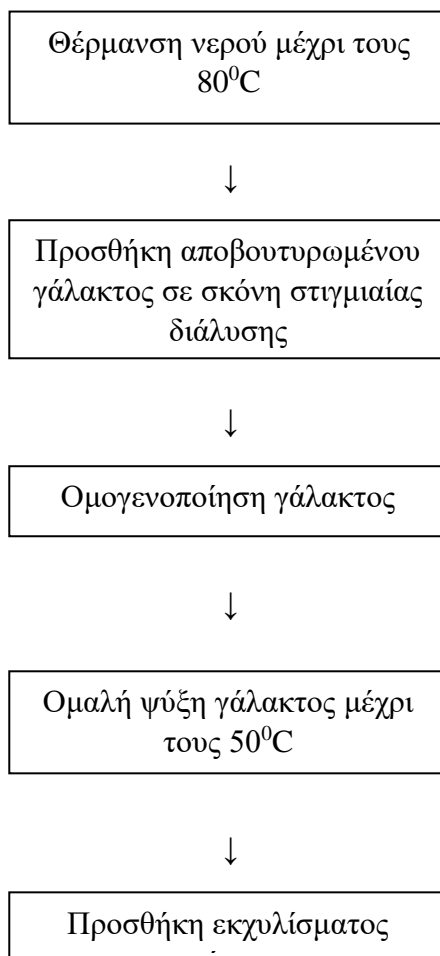 Θέρμανση νερού μέχρι τους
80⁰C
↓
Προσθήκη αποβουτυρωμένου
γάλακτος σε σκόνη στιγμιαίας
διάλυσης
↓
Ομογενοποίηση γάλακτος
↓
Ομαλή ψύξη γάλακτος μέχρι
τους 50⁰C
↓
Προσθήκη εκχυλίσματος